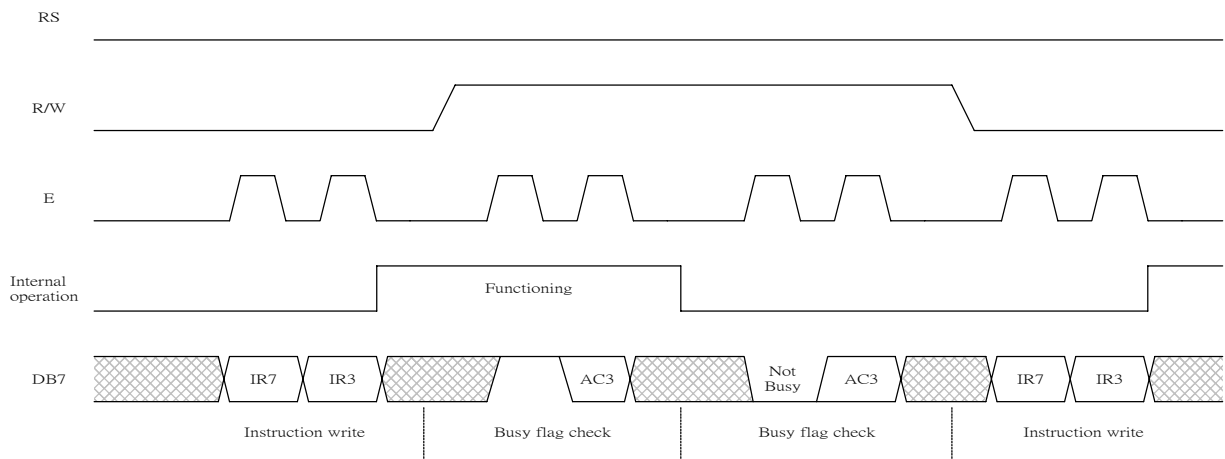 RS
R/W
E
Internal
operation
Functioning
DB7
IR7
IR3
AC3
Not
Busy
AC3
IR7
IR3
Instruction write
Busy flag check
Busy flag check
Instruction write